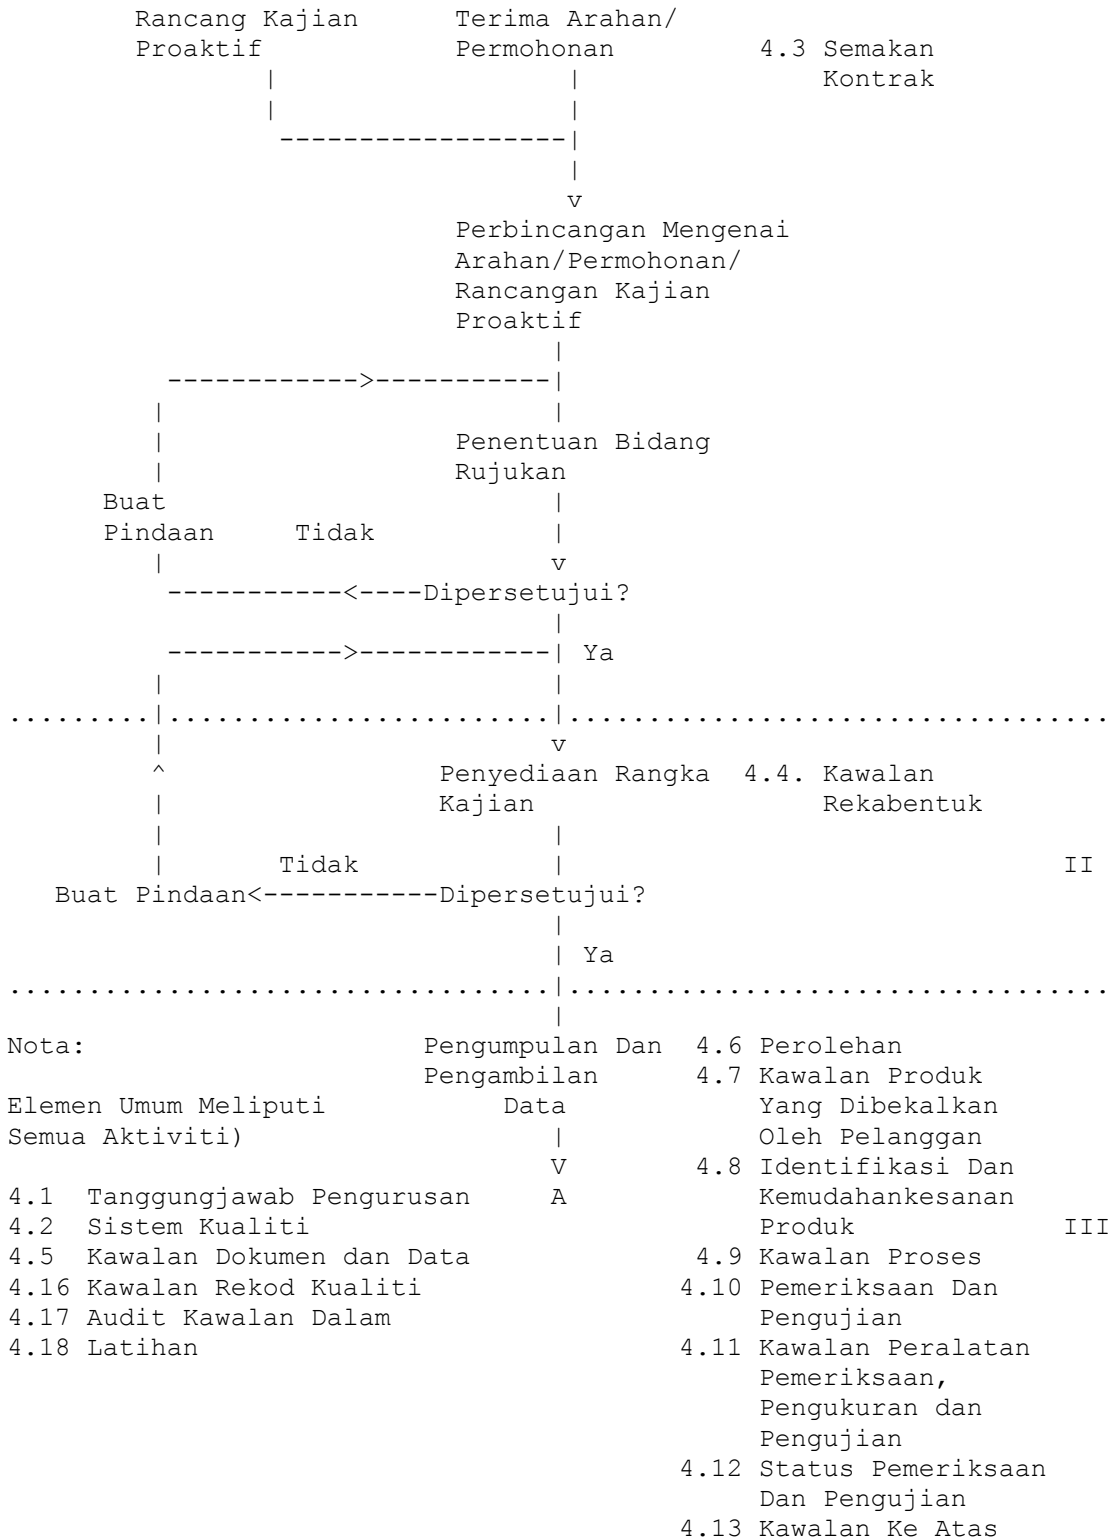 Rancang Kajian Terima Arahan/
Proaktif Permohonan 4.3 Semakan
Kontrak
Perbincangan Mengenai
Arahan/Permohonan/
Rancangan Kajian
Proaktif
Penentuan Bidang
Rujukan
Buat
Pindaan Tidak
Dipersetujui?
Ya
Penyediaan Rangka 4.4. Kawalan
Kajian Rekabentuk
Tidak II
Buat Pindaan<-----------Dipersetujui?
Ya
Nota: Pengumpulan Dan 4.6 Perolehan
Pengambilan 4.7 Kawalan Produk
Elemen Umum Meliputi Data Yang Dibekalkan
Semua Aktiviti) Oleh Pelanggan
V 4.8 Identifikasi Dan
4.1 Tanggungjawab Pengurusan A Kemudahankesanan
4.2 Sistem Kualiti Produk III
4.5 Kawalan Dokumen dan Data 4.9 Kawalan Proses
4.16 Kawalan Rekod Kualiti 4.10 Pemeriksaan Dan
4.17 Audit Kawalan Dalam Pengujian
4.18 Latihan 4.11 Kawalan Peralatan
Pemeriksaan,
Pengukuran dan
Pengujian
4.12 Status Pemeriksaan
Dan Pengujian
4.13 Kawalan Ke Atas